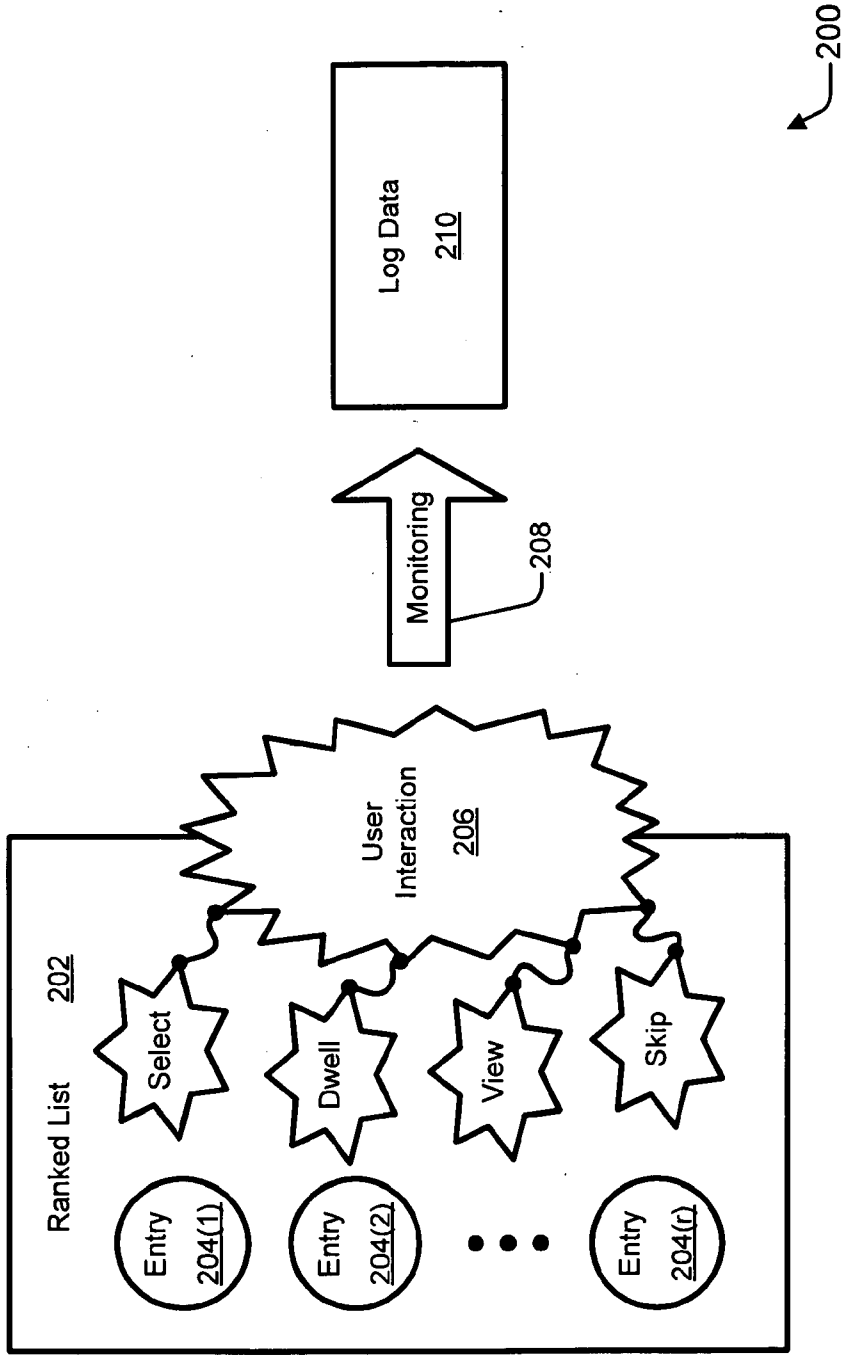 Ranked List
202
Entry
204(1)
Select
Entry
204(2)
Dwell
View
Entry
204(r)
Skip
User
Interaction
206
Monitoring
208
Log Data
210
200